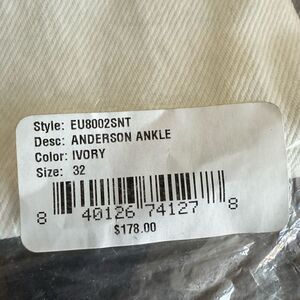 Style: EU8002SNT
Desc: ANDERSON ANKLE
Color: IVORY
Size: 32
8 40126 74127 8
$178.00